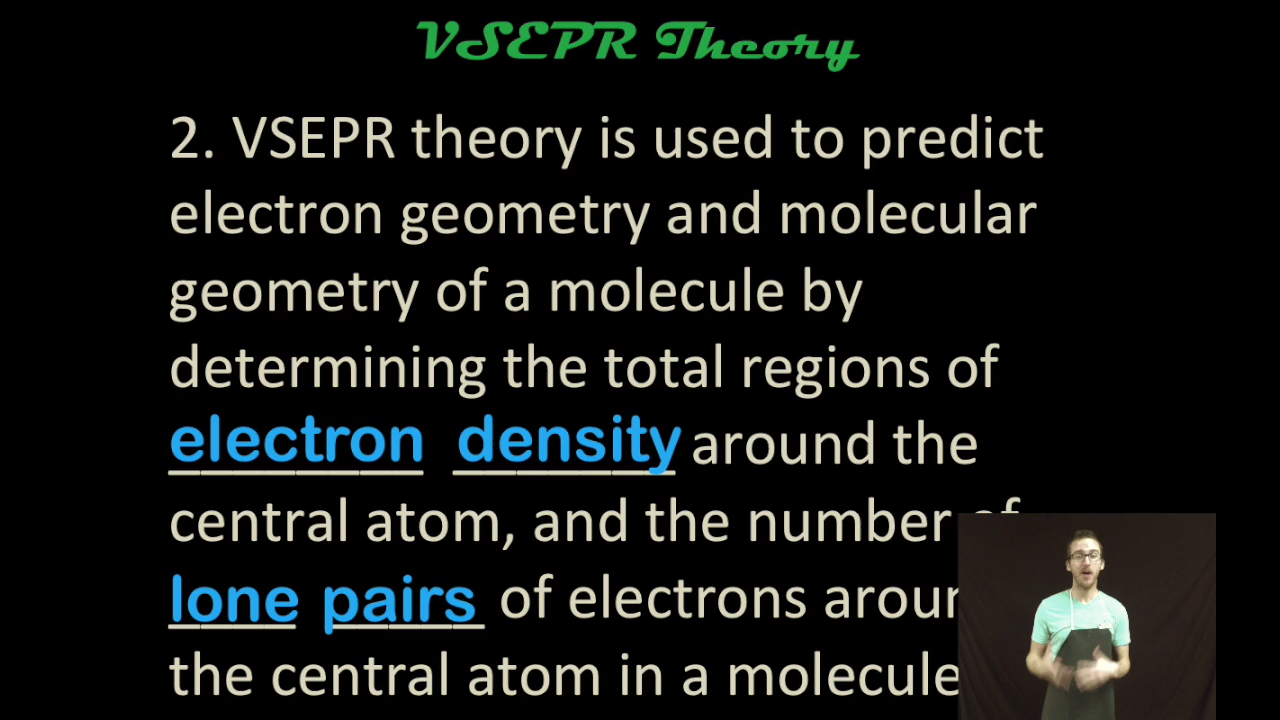 VSEPR Theory
2. VSEPR theory is used to predict
electron geometry and molecular
geometry of a molecule by
determining the total regions of
electron density around the
central atom, and the number of
lone pairs of electrons
the central atom in a molecule